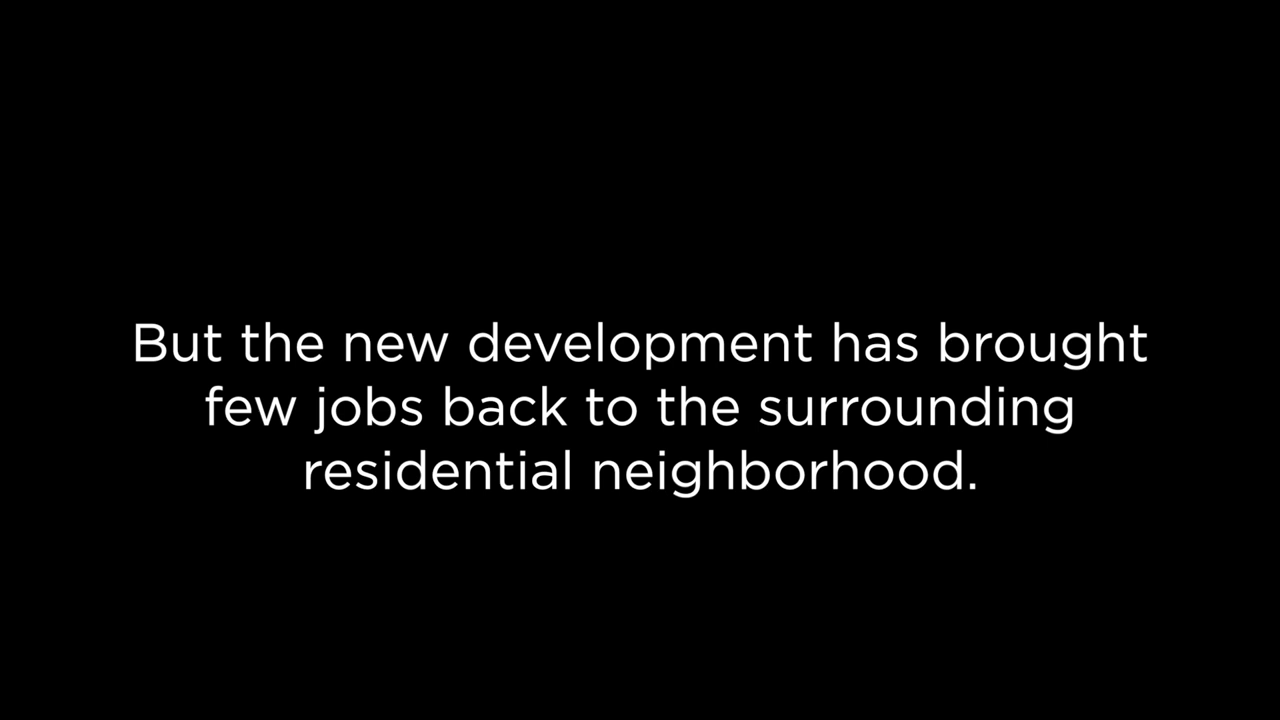 But the new development has brought
few jobs back to the surrounding
residential neighborhood.